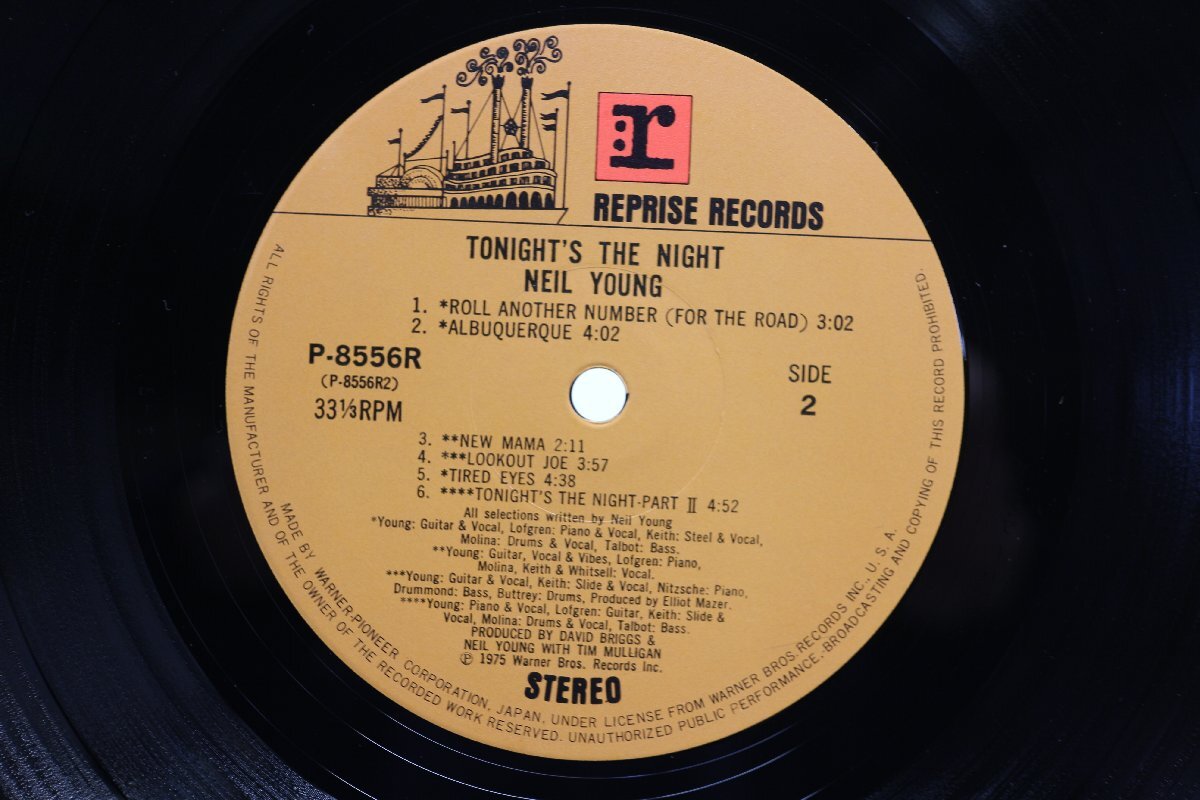 r
REPRISE RECORDS
TONIGHT'S THE NIGHT
NEIL YOUNG
1. *ROLL ANOTHER NUMBER (FOR THE ROAD) 3:02
2. *ALBUQUERQUE 4:02
P-8556R
(P-8556R2)
33⅓RPM
SIDE
2
3. **NEW MAMA 2:11
4. ***LOOKOUT JOE 3:57
5. *TIRED EYES 4:38
6. ****TONIGHT'S THE NIGHT-PART II 4:52
All selections written by Neil Young
*Young: Guitar & Vocal, Lofgren: Piano & Vocal, Keith: Steel & Vocal,
Molina: Drums & Vocal, Talbot: Bass.
**Young: Guitar, Vocal & Vibes, Lofgren: Piano,
Molina, Keith & Whitsell: Vocal.
***Young: Guitar & Vocal, Keith: Slide & Vocal, Nitzsche: Piano,
Drummond: Bass, Buttrey: Drums, Produced by Elliot Mazer.
****Young: Piano & Vocal, Lofgren: Guitar, Keith: Slide &
Vocal, Molina: Drums & Vocal, Talbot: Bass.
PRODUCED BY DAVID BRIGGS &
NEIL YOUNG WITH TIM MULLIGAN
Ⓟ 1975 Warner Bros. Records Inc.
STEREO
MADE BY WARNER-PIONEER CORPORATION, JAPAN, UNDER LICENSE FROM WARNER BROS. RECORDS INC., U. S. A.
ALL RIGHTS OF THE MANUFACTURER AND OF THE OWNER OF THE RECORDED WORK RESERVED. UNAUTHORIZED PUBLIC PERFORMANCE,-BROADCASTING AND COPYING OF THIS RECORD PROHIBITED.